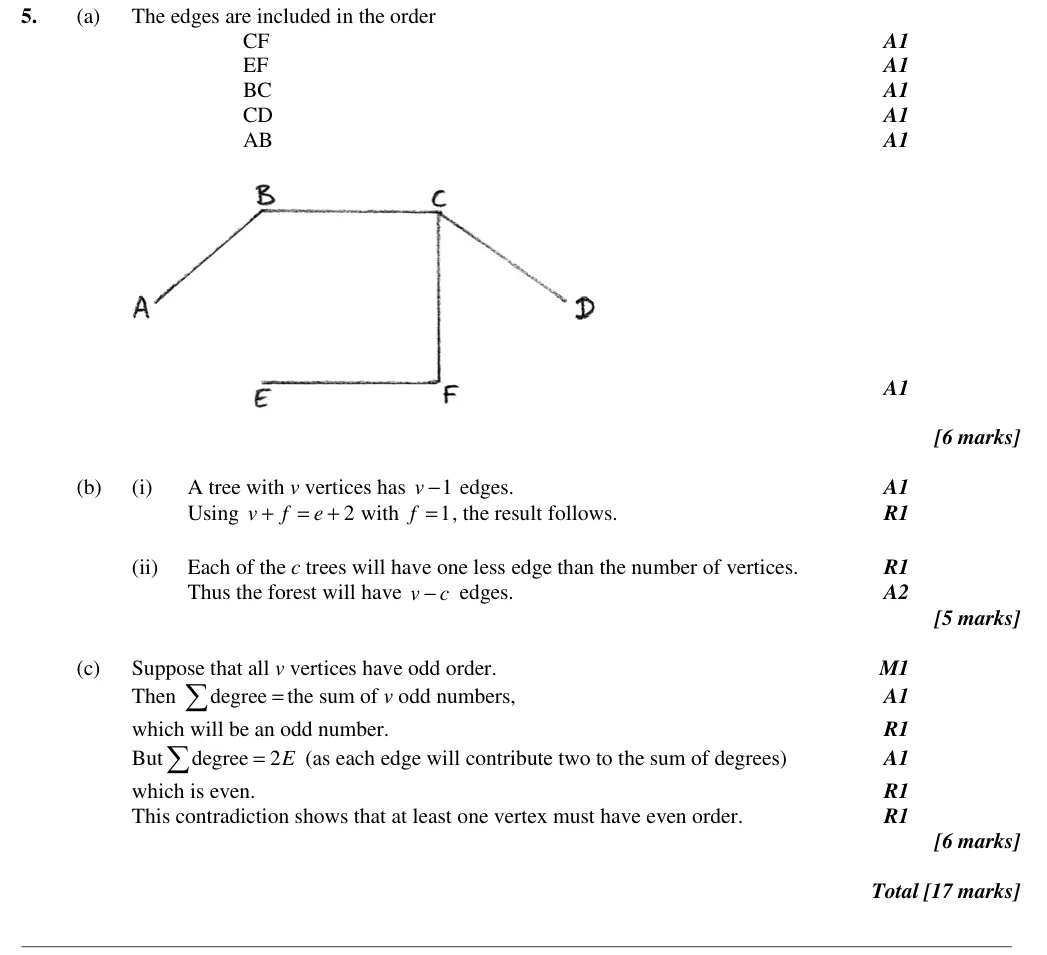 5. (a) The edges are included in the order
CF A1
EF A1
BC A1
CD A1
AB A1
B C
A D
E F
A1
[6 marks]
(b) (i) A tree with v vertices has v − 1 edges. A1
Using v + f = e + 2 with f = 1, the result follows. R1
(ii) Each of the c trees will have one less edge than the number of vertices. R1
Thus the forest will have v − c edges. A2
[5 marks]
(c) Suppose that all v vertices have odd order. M1
Then ∑degree = the sum of v odd numbers, A1
which will be an odd number. R1
But ∑degree = 2E (as each edge will contribute two to the sum of degrees) A1
which is even. R1
This contradiction shows that at least one vertex must have even order. R1
[6 marks]
Total [17 marks]